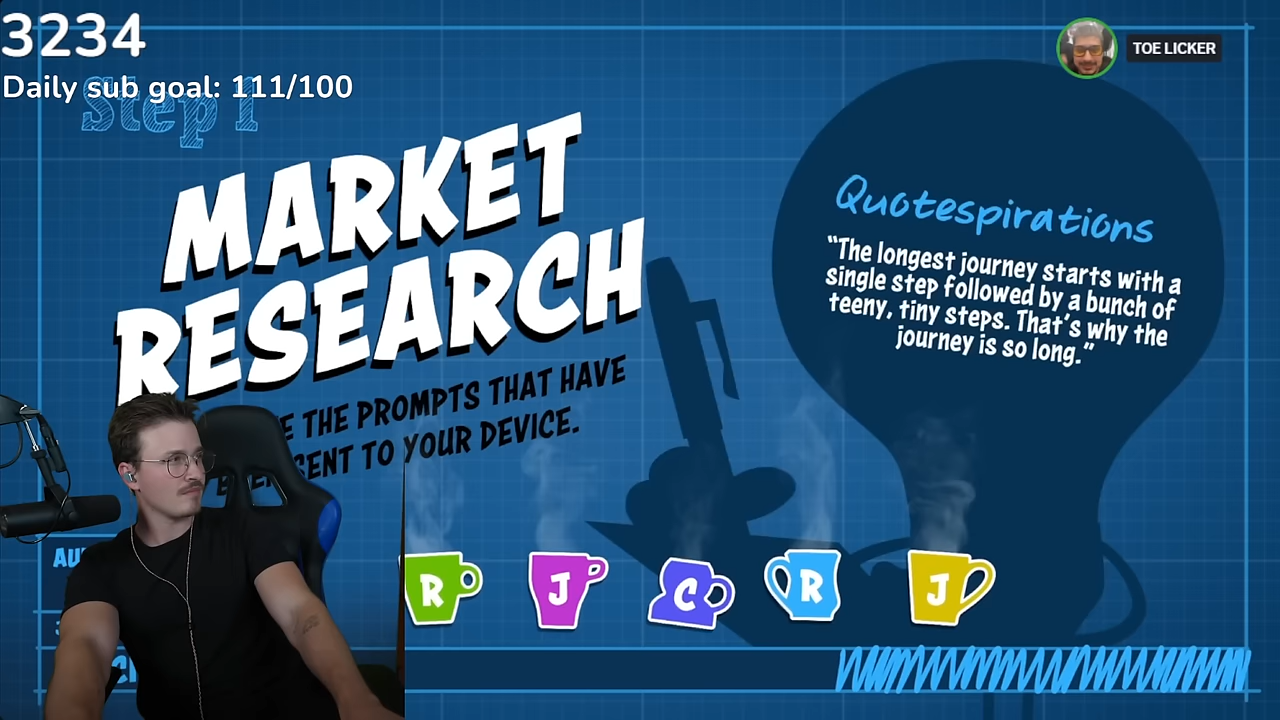 3234
Daily sub goal: 111/100
Step 1
TOE LICKER
MARKET
RESEARCH
THE PROMPTS THAT HAVE
SENT TO YOUR DEVICE.
Quotespirations
“The longest journey starts with a
single step followed by a bunch of
teeny, tiny steps. That's why the
journey is so long.”
R
J
C
R
J